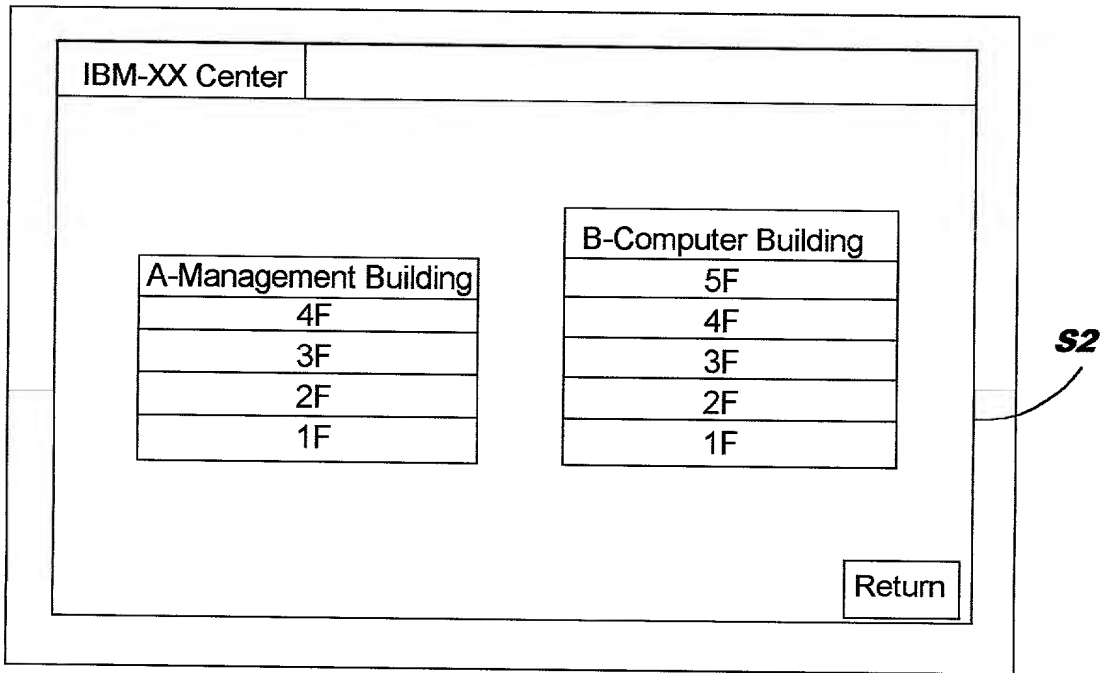 IBM-XX Center
A-Management Building
4F
3F
2F
1F
B-Computer Building
5F
4F
3F
2F
1F
S2
Return